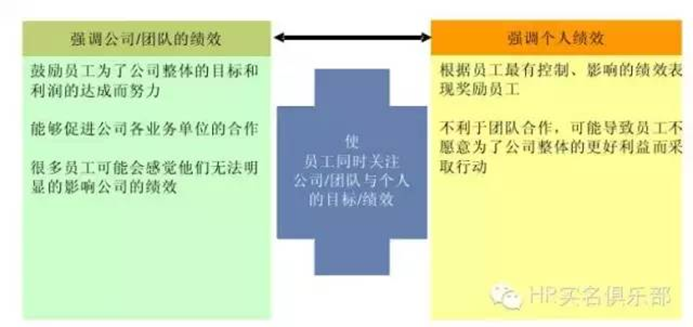 强调公司/团队的绩效
鼓励员工为了公司整体的目标和
利润的达成而努力
能够促进公司各业务单位的合作
很多员工可能会感觉他们无法明
显的影响公司的绩效
使
员工同时关注
公司/团队与个人
的目标/绩效
强调个人绩效
根据员工最有控制、影响的绩效表
现奖励员工
不利于团队合作，可能导致员工不
愿意为了公司整体的更好利益而采
取行动
HR实名俱乐部